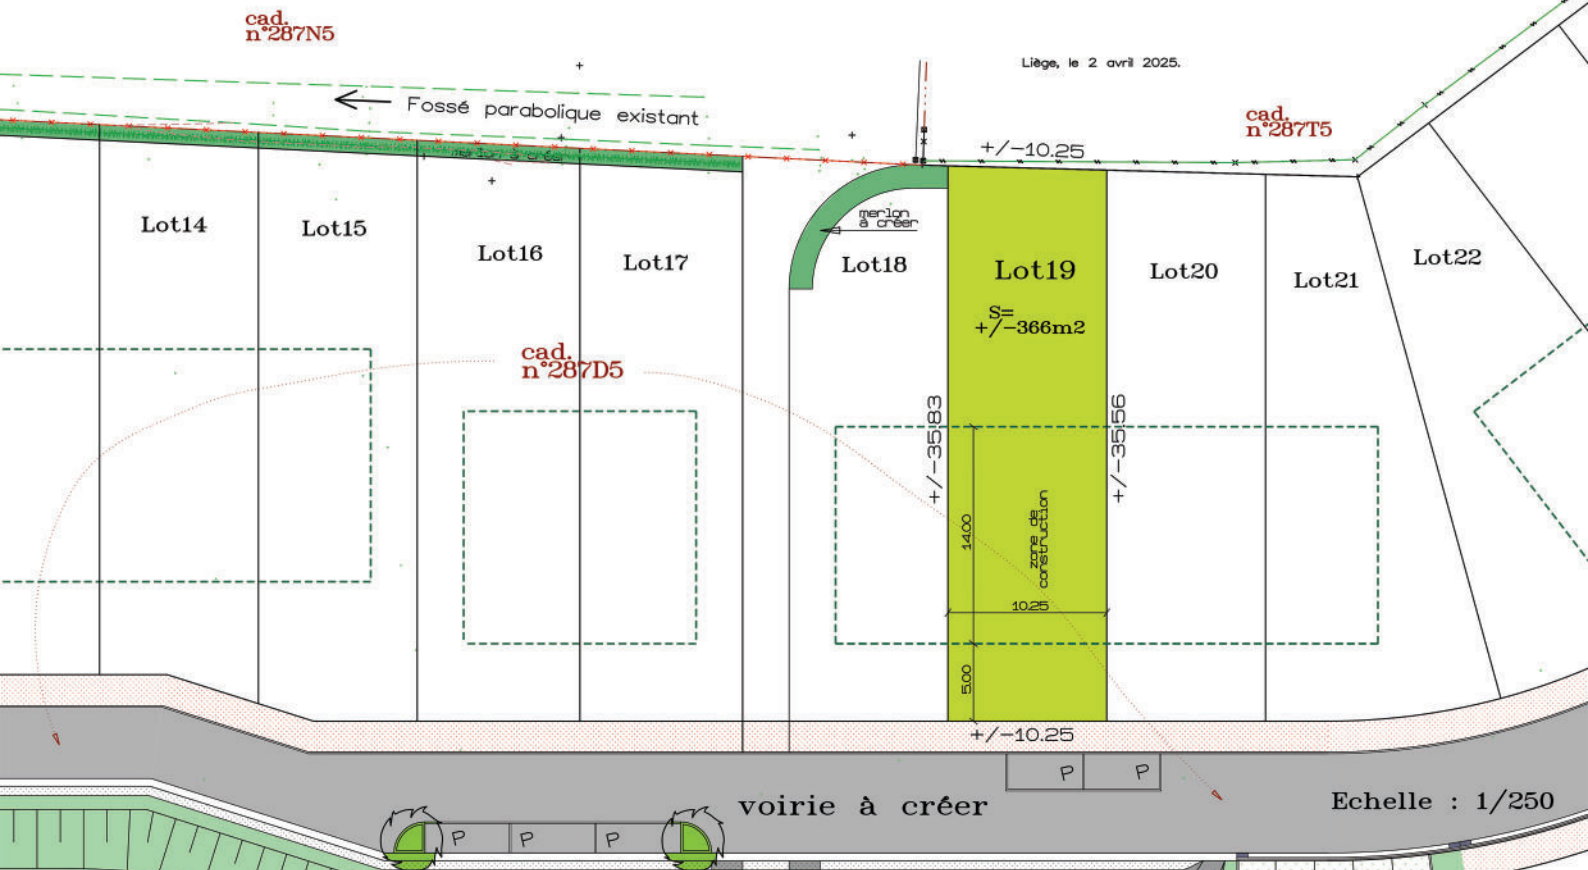 cad.
n°287N5
Liège, le 2 avril 2025.
Fossé parabolique existant
cad.
n°287T5
+/-10.25
merlon à créer
merlon
à créer
Lot14
Lot15
Lot16
Lot17
Lot18
Lot19
Lot20
Lot21
Lot22
S=
+/-366m2
cad.
n°287D5
+/-35.83
+/-35.56
14.00
zone de
construction
10.25
5.00
+/-10.25
P
P
voirie à créer
Echelle : 1/250
P
P
P